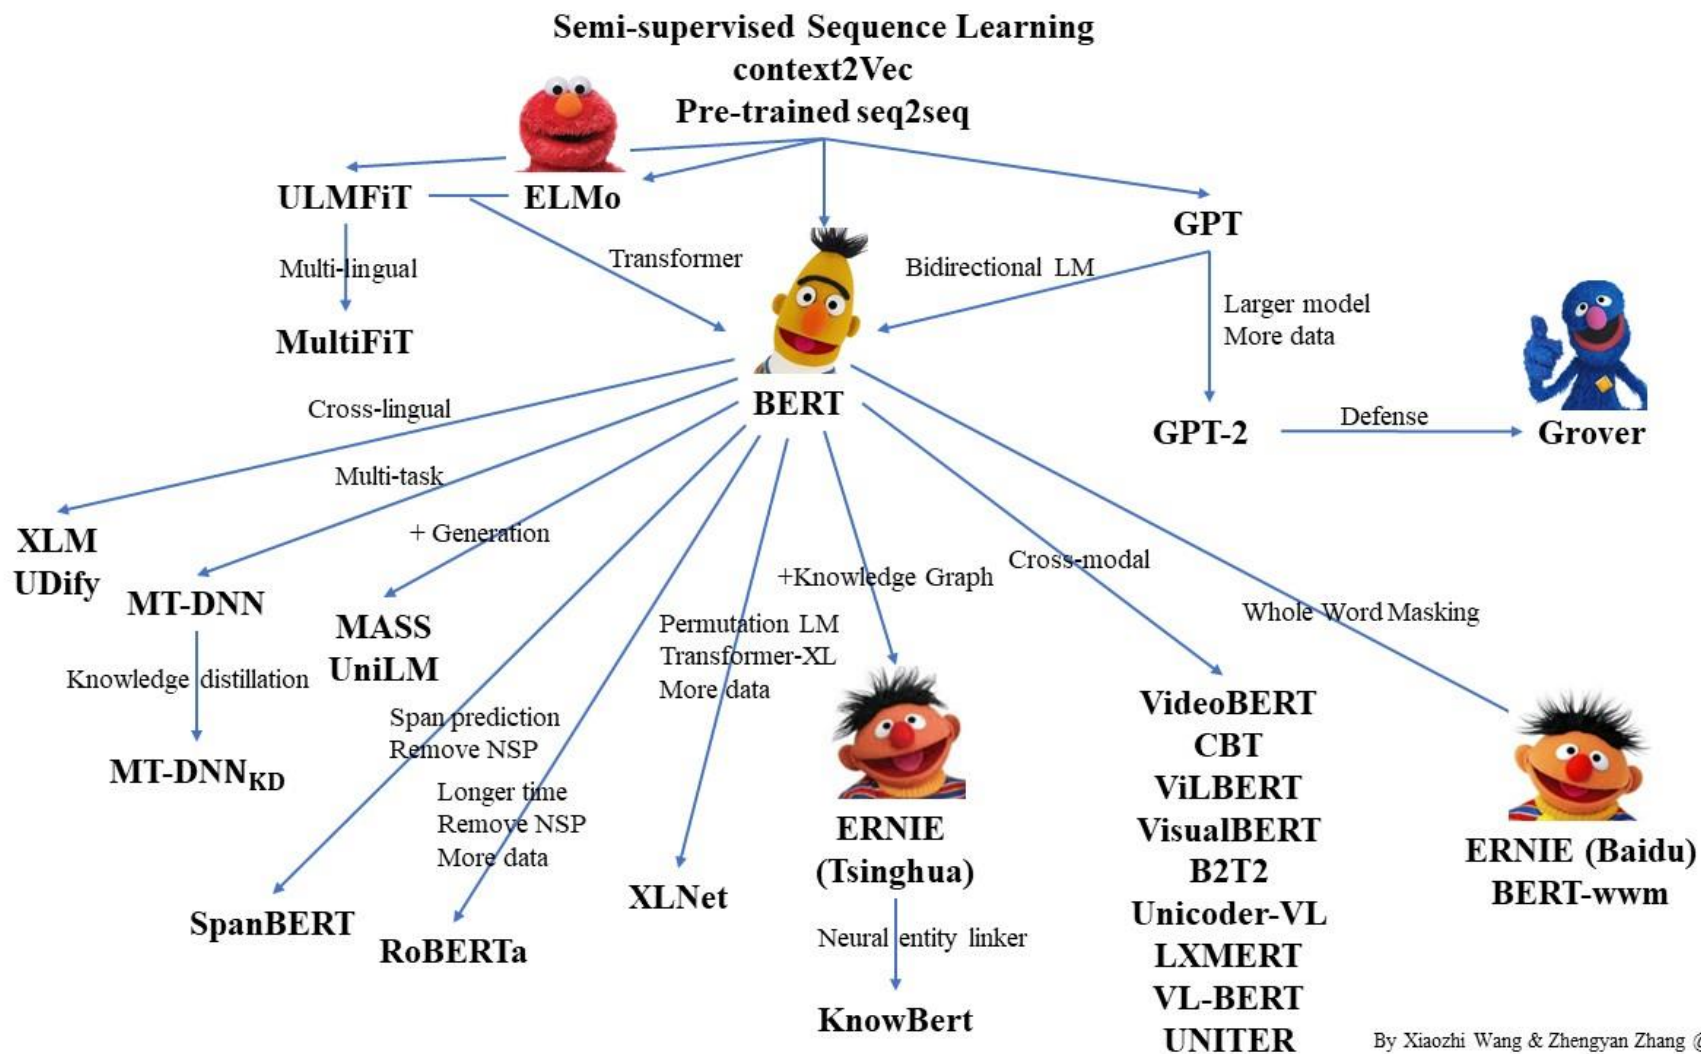 Semi-supervised Sequence Learning
context2Vec
Pre-trained seq2seq
ULMFiT
ELMo
GPT
Multi-lingual
Transformer
Bidirectional LM
Larger model
More data
MultiFiT
BERT
GPT-2
Defense
Grover
Cross-lingual
Multi-task
+ Generation
+Knowledge Graph
Cross-modal
Whole Word Masking
XLM
UDify
MT-DNN
MASS
UniLM
Permutation LM
Transformer-XL
More data
Knowledge distillation
MT-DNNKD
Span prediction
Remove NSP
Longer time
Remove NSP
More data
SpanBERT
RoBERTa
XLNet
ERNIE
(Tsinghua)
Neural entity linker
KnowBert
VideoBERT
CBT
ViLBERT
VisualBERT
B2T2
Unicoder-VL
LXMERT
VL-BERT
UNITER
ERNIE (Baidu)
BERT-wwm
By Xiaozhi Wang & Zhengyan Zhang @